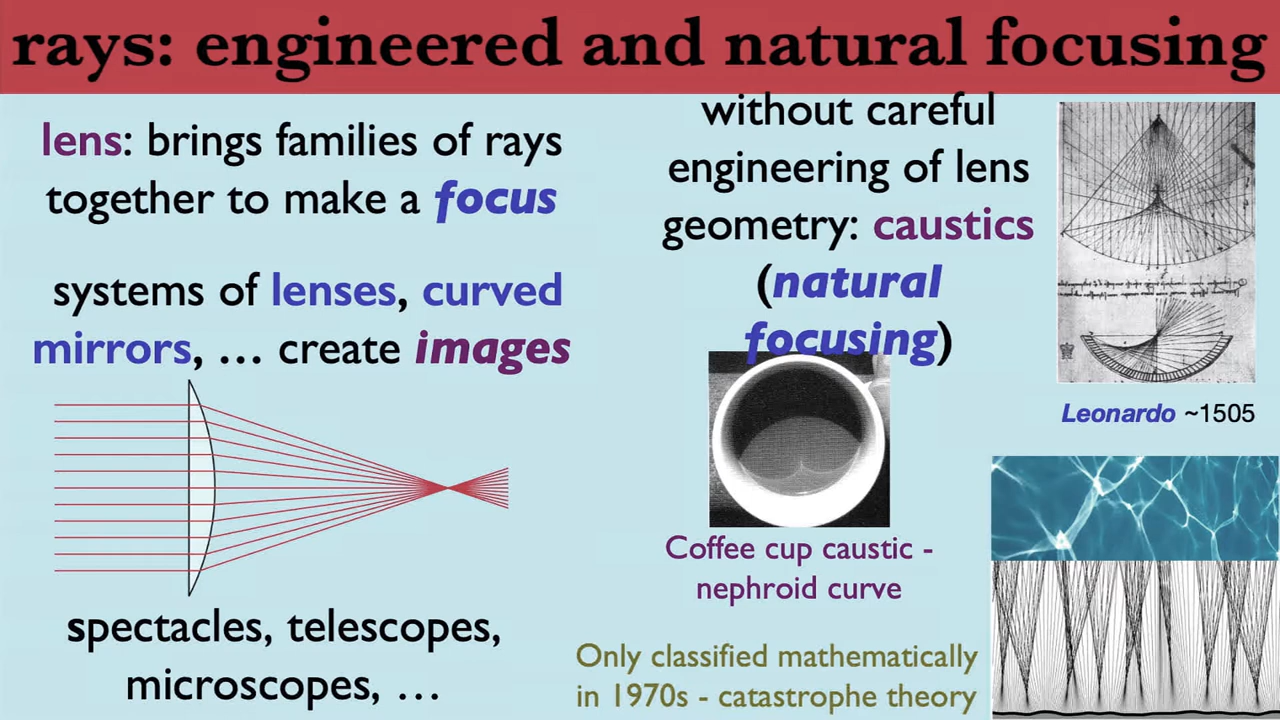 rays: engineered and natural focusing
lens: brings families of rays
together to make a focus
systems of lenses, curved
mirrors, … create images
spectacles, telescopes,
microscopes, …
without careful
engineering of lens
geometry: caustics
(natural
focusing)
Coffee cup caustic -
nephroid curve
Only classified mathematically
in 1970s - catastrophe theory
Leonardo ~1505